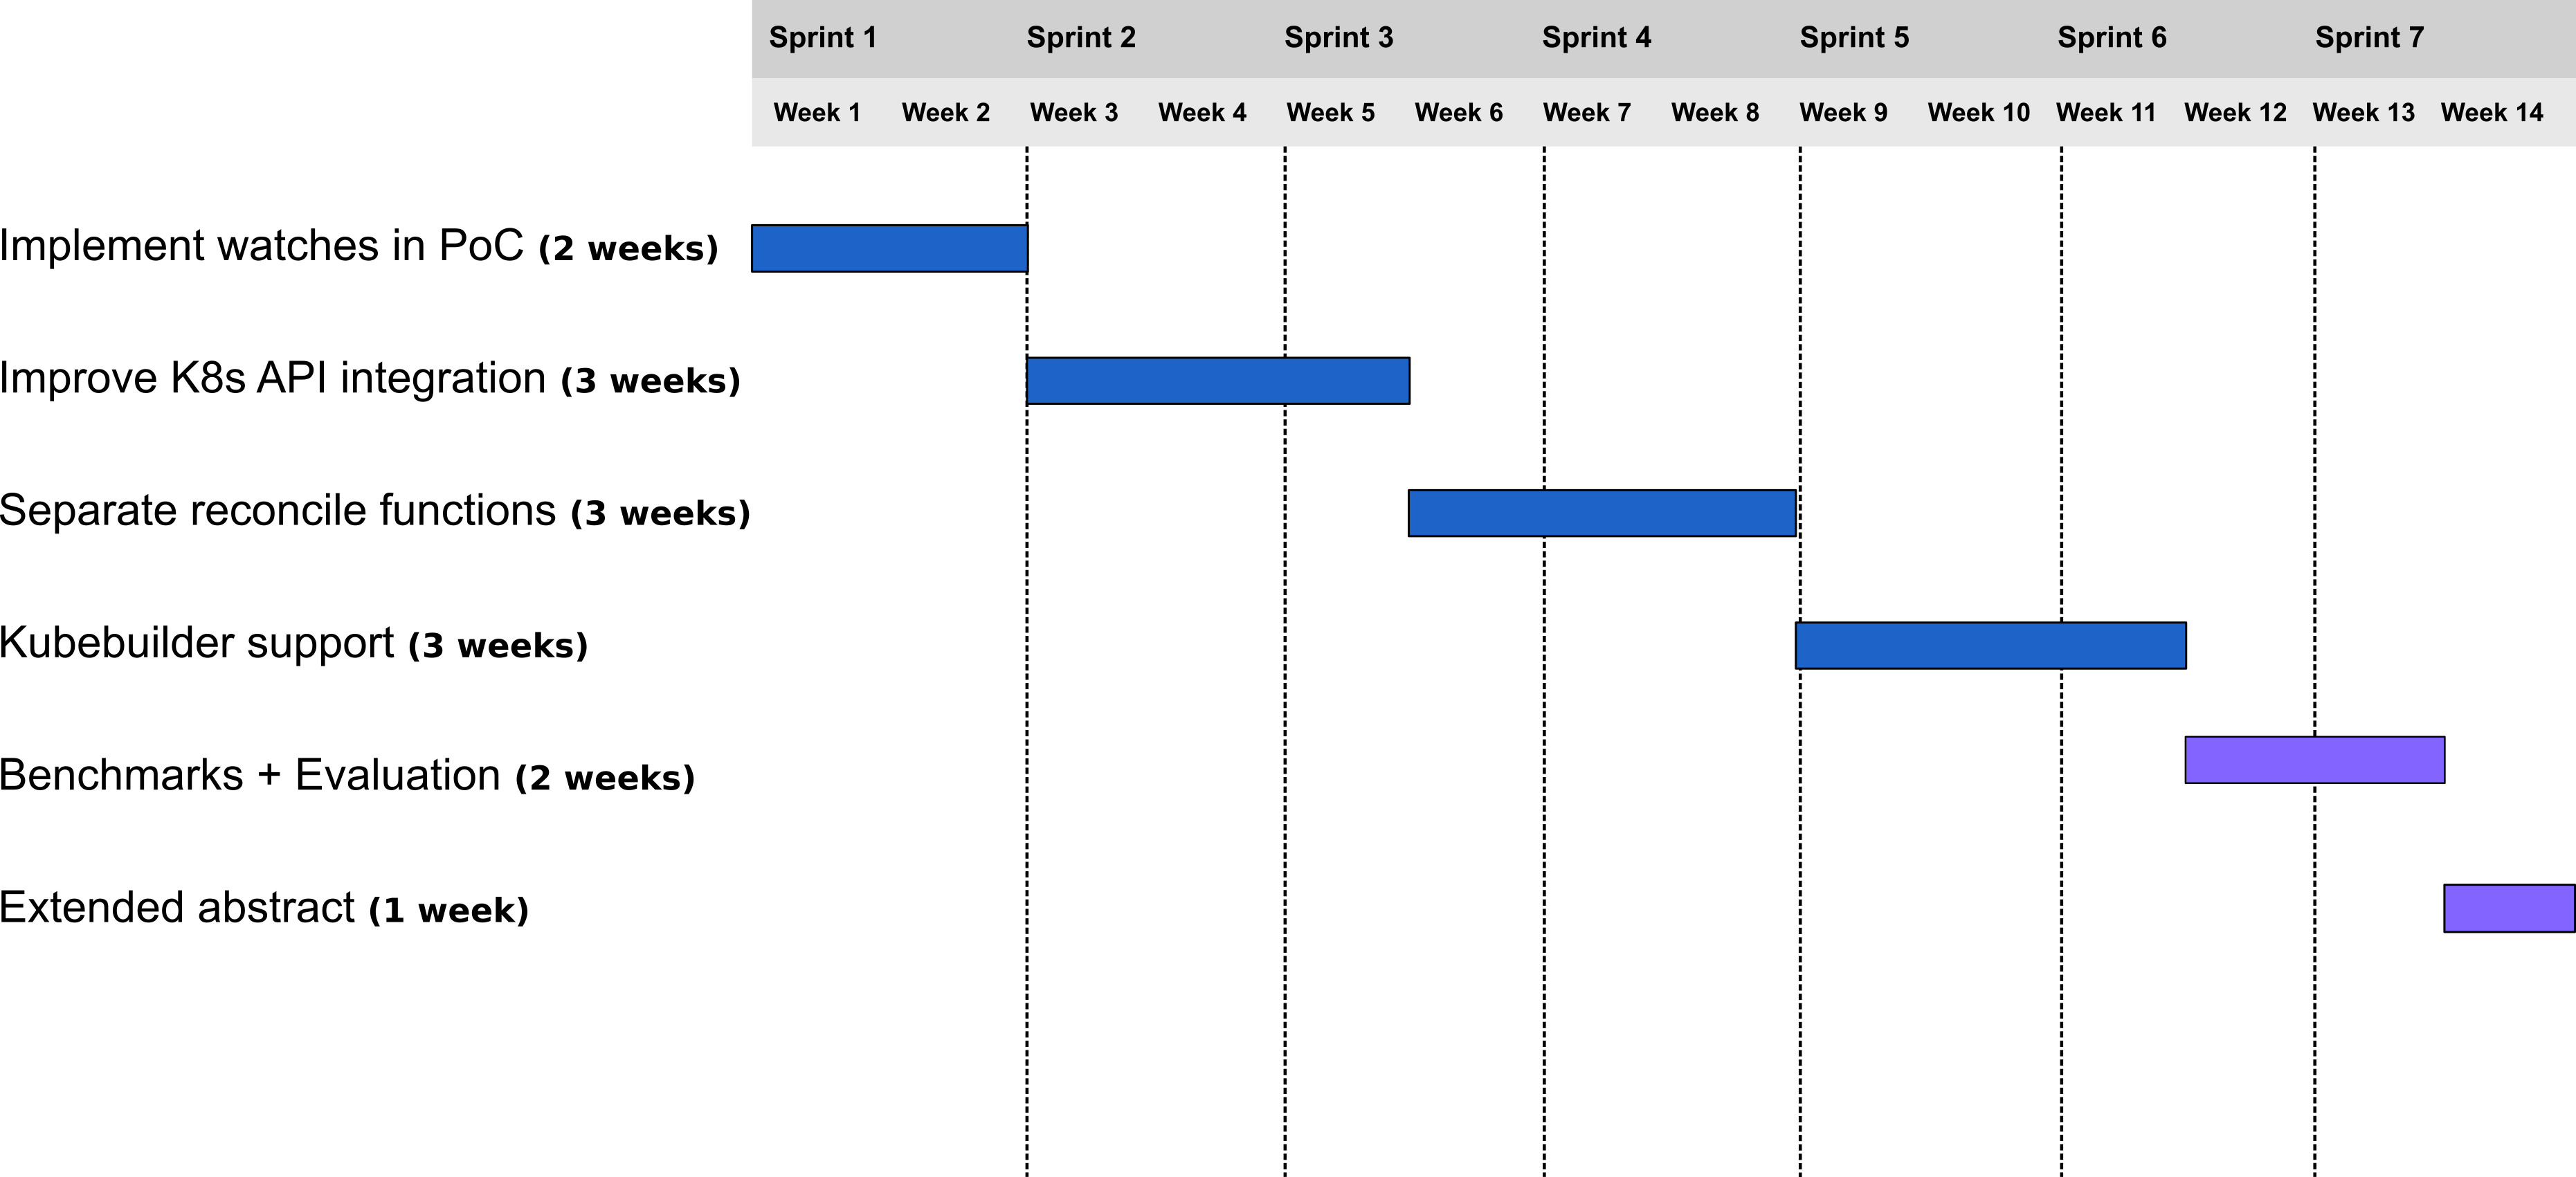 Sprint 1 Sprint 2 Sprint 3 Sprint 4 Sprint 5 Sprint 6 Sprint 7
Week 1 Week 2 Week 3 Week 4 Week 5 Week 6 Week 7 Week 8 Week 9 Week 10 Week 11 Week 12 Week 13 Week 14
Implement watches in PoC (2 weeks)
Improve K8s API integration (3 weeks)
Separate reconcile functions (3 weeks)
Kubebuilder support (3 weeks)
Benchmarks + Evaluation (2 weeks)
Extended abstract (1 week)